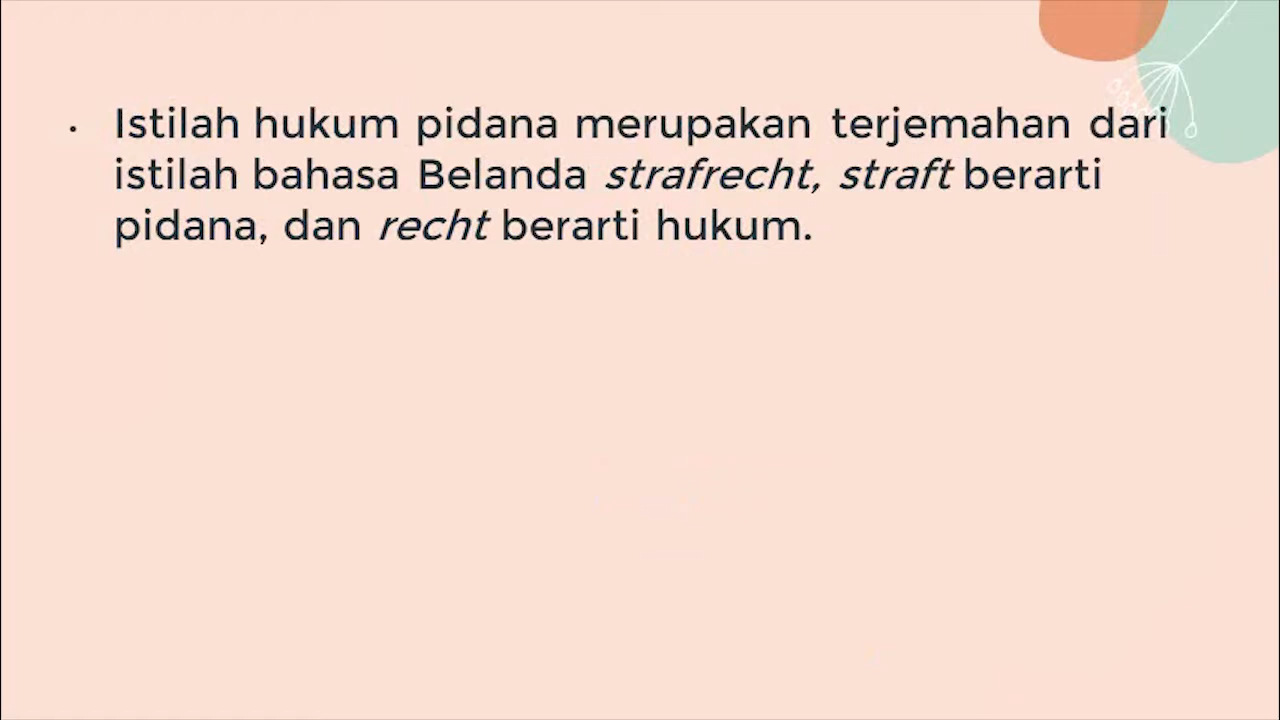 • Istilah hukum pidana merupakan terjemahan dari
istilah bahasa Belanda strafrecht, straft berarti
pidana, dan recht berarti hukum.